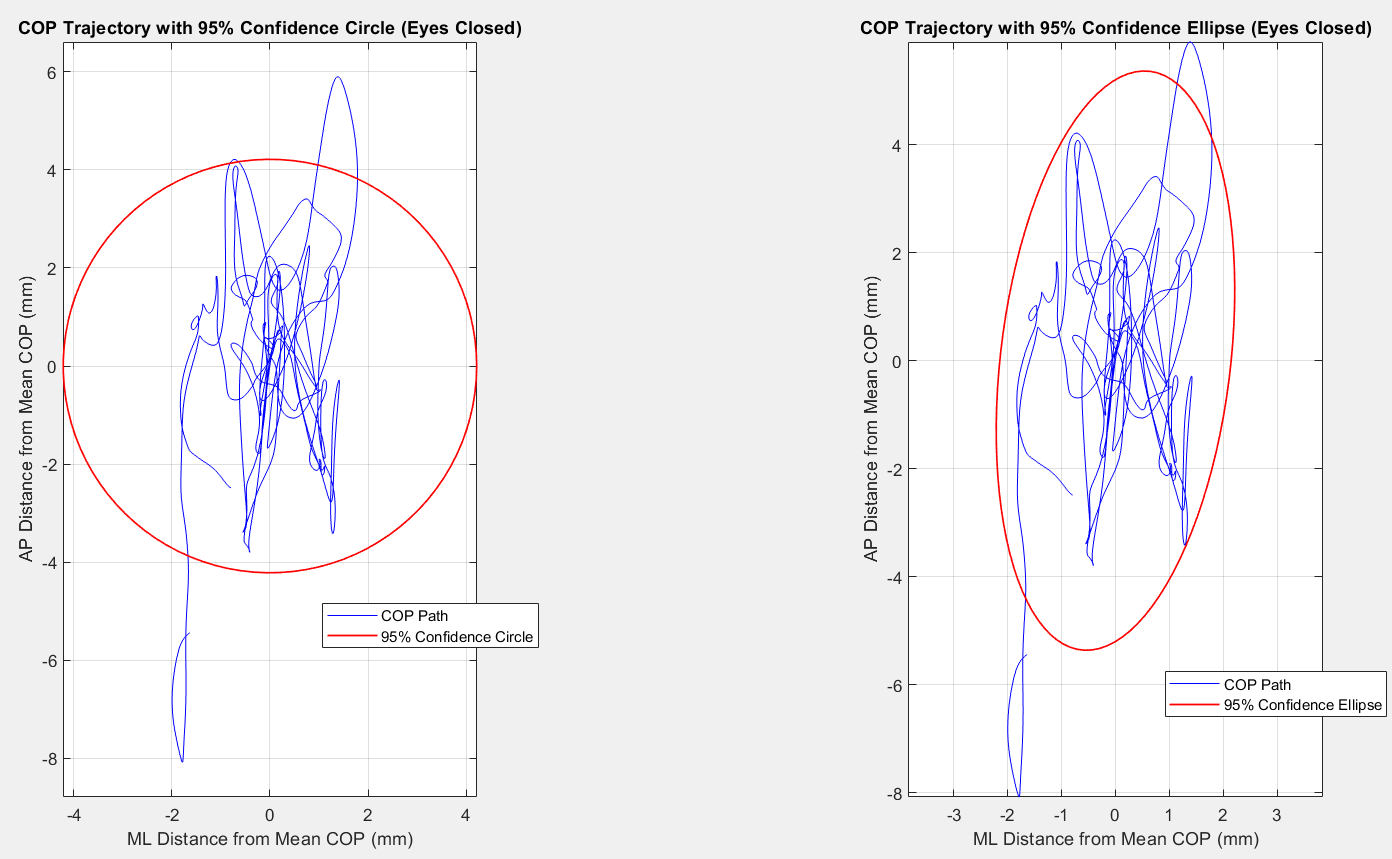 COP Trajectory with 95% Confidence Circle (Eyes Closed)
6
4
2
0
-2
-4
-6
-8
-4
-2
0
2
4
AP Distance from Mean COP (mm)
ML Distance from Mean COP (mm)
COP Path
95% Confidence Circle
COP Trajectory with 95% Confidence Ellipse (Eyes Closed)
4
2
0
-2
-4
-6
-8
-3
-2
-1
0
1
2
3
AP Distance from Mean COP (mm)
ML Distance from Mean COP (mm)
COP Path
95% Confidence Ellipse